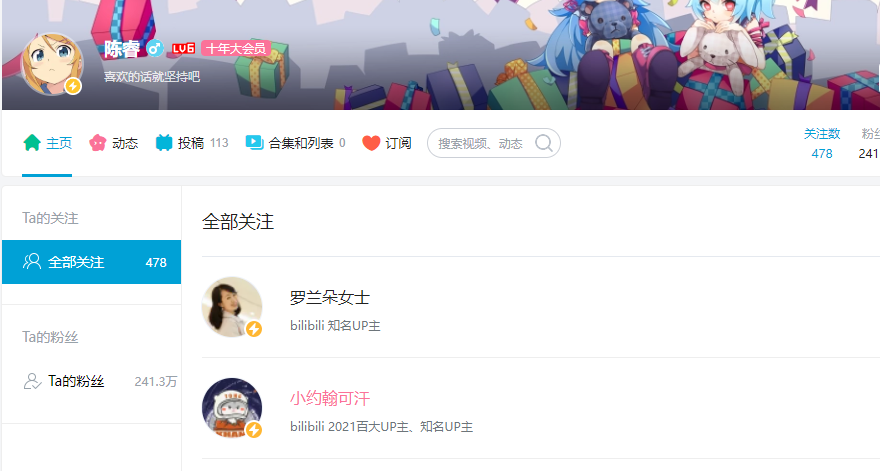 陈睿 LV6 十年大会员
喜欢的话就坚持吧
主页 动态 投稿 113 合集和列表 0 订阅 搜索视频、动态
关注数
478
粉
241
Ta的关注
全部关注 478
Ta的粉丝
Ta的粉丝 241.3万
全部关注
罗兰朵女士
bilibili 知名UP主
小约翰可汗
bilibili 2021百大UP主、知名UP主